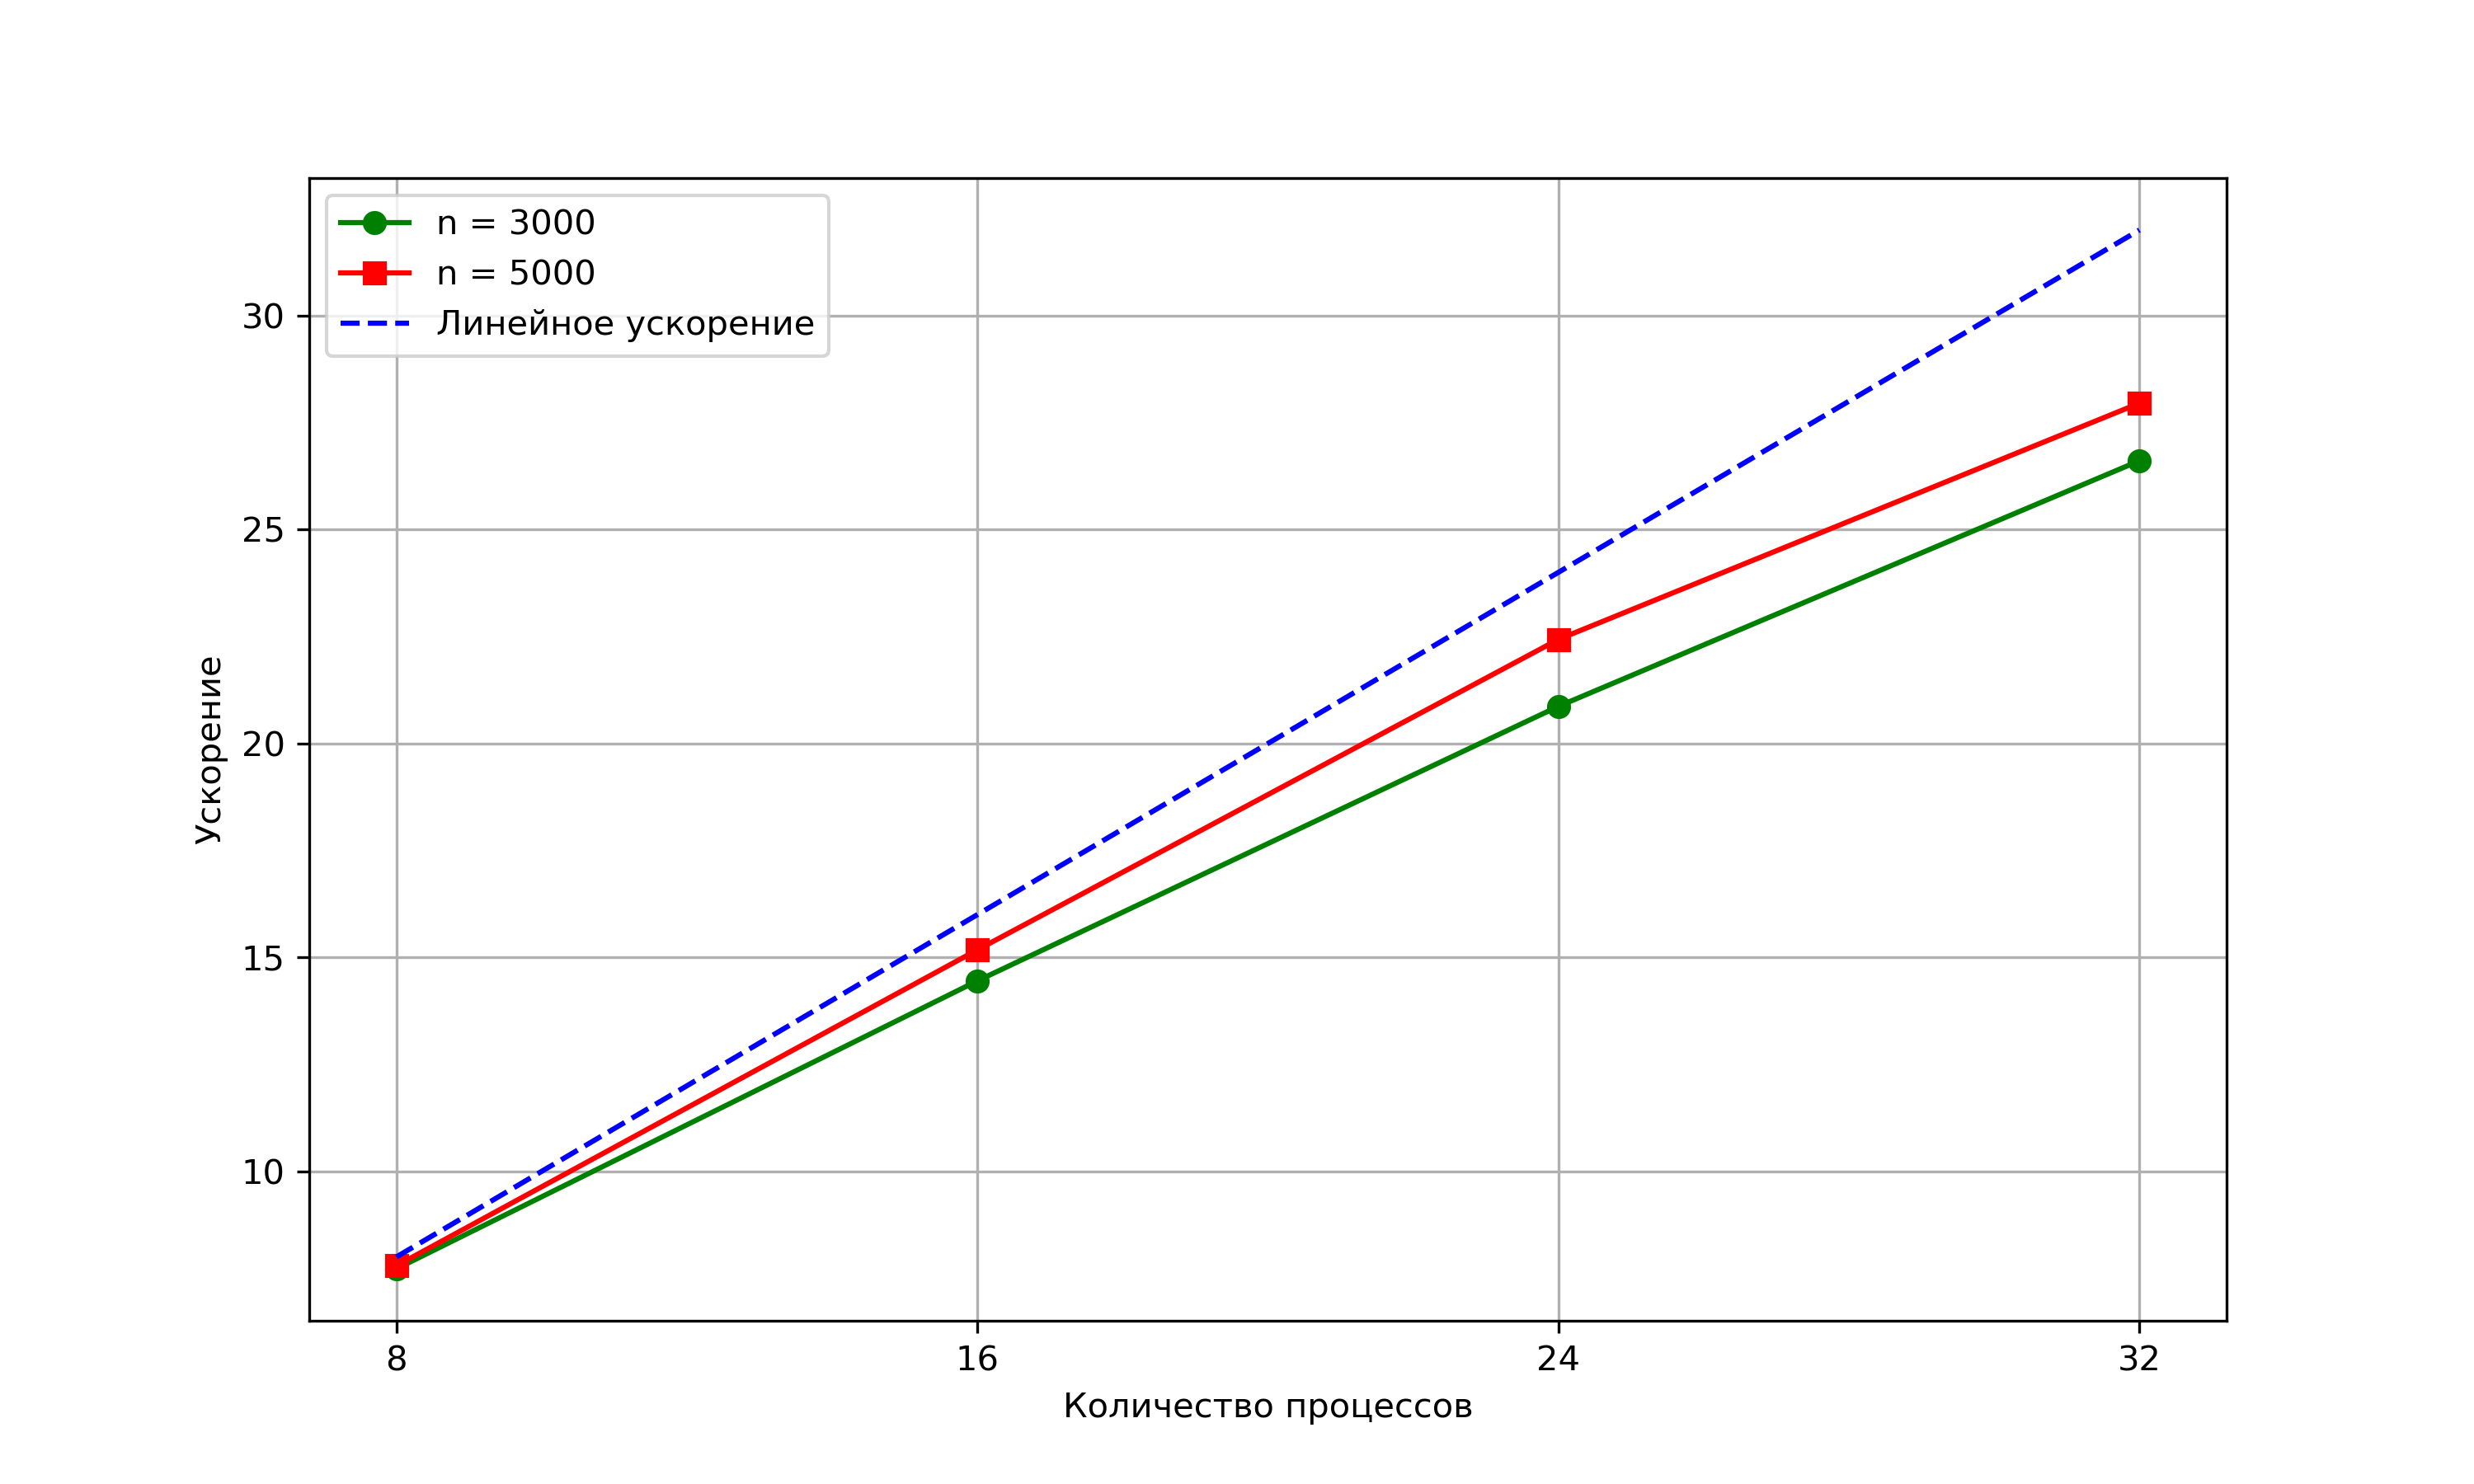 n = 3000
n = 5000
Линейное ускорение
30
25
20
15
10
Ускорение
8
16
24
32
Количество процессов